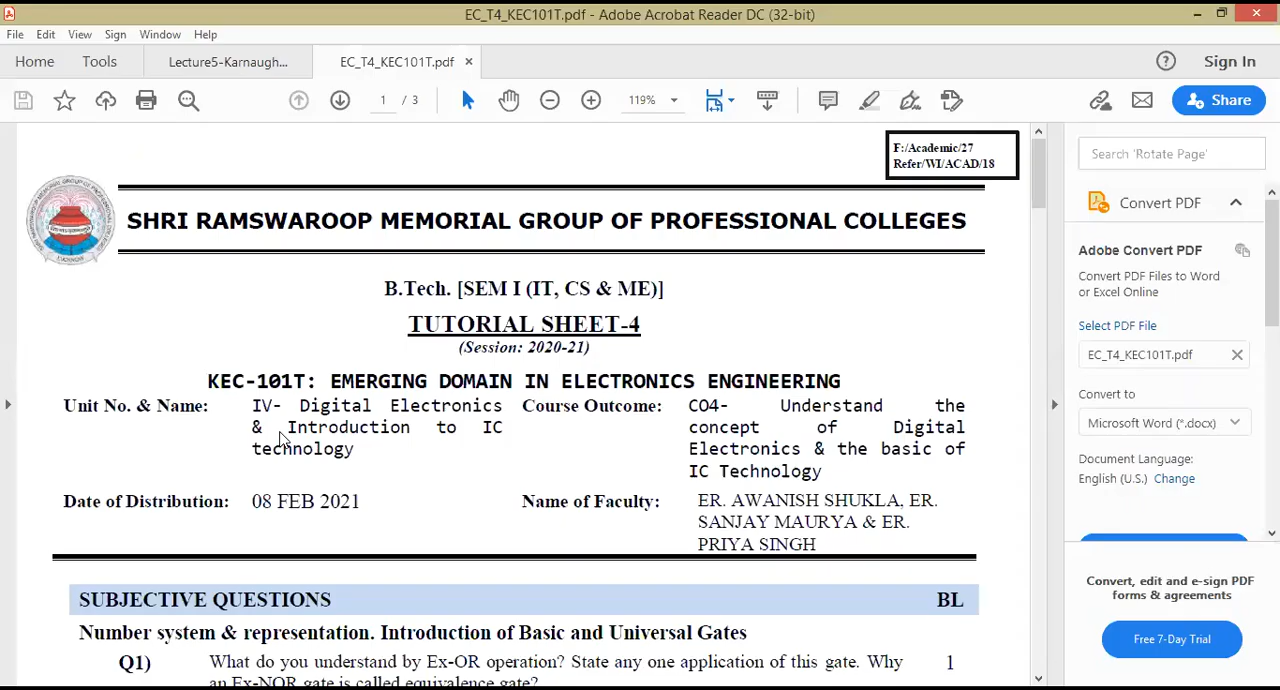 EC_T4_KEC101T.pdf - Adobe Acrobat Reader DC (32-bit)
File Edit View Sign Window Help
Home Tools Lecture5-Karnaugh... EC_T4_KEC101T.pdf × Sign In
1 / 3 119% Share
F:/Academic/27
Refer/WI/ACAD/18
SHRI RAMSWAROOP MEMORIAL GROUP OF PROFESSIONAL COLLEGES
B.Tech. [SEM I (IT, CS & ME)]
TUTORIAL SHEET-4
(Session: 2020-21)
KEC-101T: EMERGING DOMAIN IN ELECTRONICS ENGINEERING
Unit No. & Name: IV- Digital Electronics
& Introduction to IC
technology
Course Outcome: CO4- Understand the
concept of Digital
Electronics & the basic of
IC Technology
Date of Distribution: 08 FEB 2021
Name of Faculty: ER. AWANISH SHUKLA, ER.
SANJAY MAURYA & ER.
PRIYA SINGH
SUBJECTIVE QUESTIONS BL
Number system & representation. Introduction of Basic and Universal Gates
Q1) What do you understand by Ex-OR operation? State any one application of this gate. Why 1
an Ex-NOR gate is called equivalence gate?
Search 'Rotate Page'
Convert PDF
Adobe Convert PDF
Convert PDF Files to Word
or Excel Online
Select PDF File
EC_T4_KEC101T.pdf
Convert to
Microsoft Word (*.docx)
Document Language:
English (U.S.) Change
Convert, edit and e-sign PDF
forms & agreements
Free 7-Day Trial